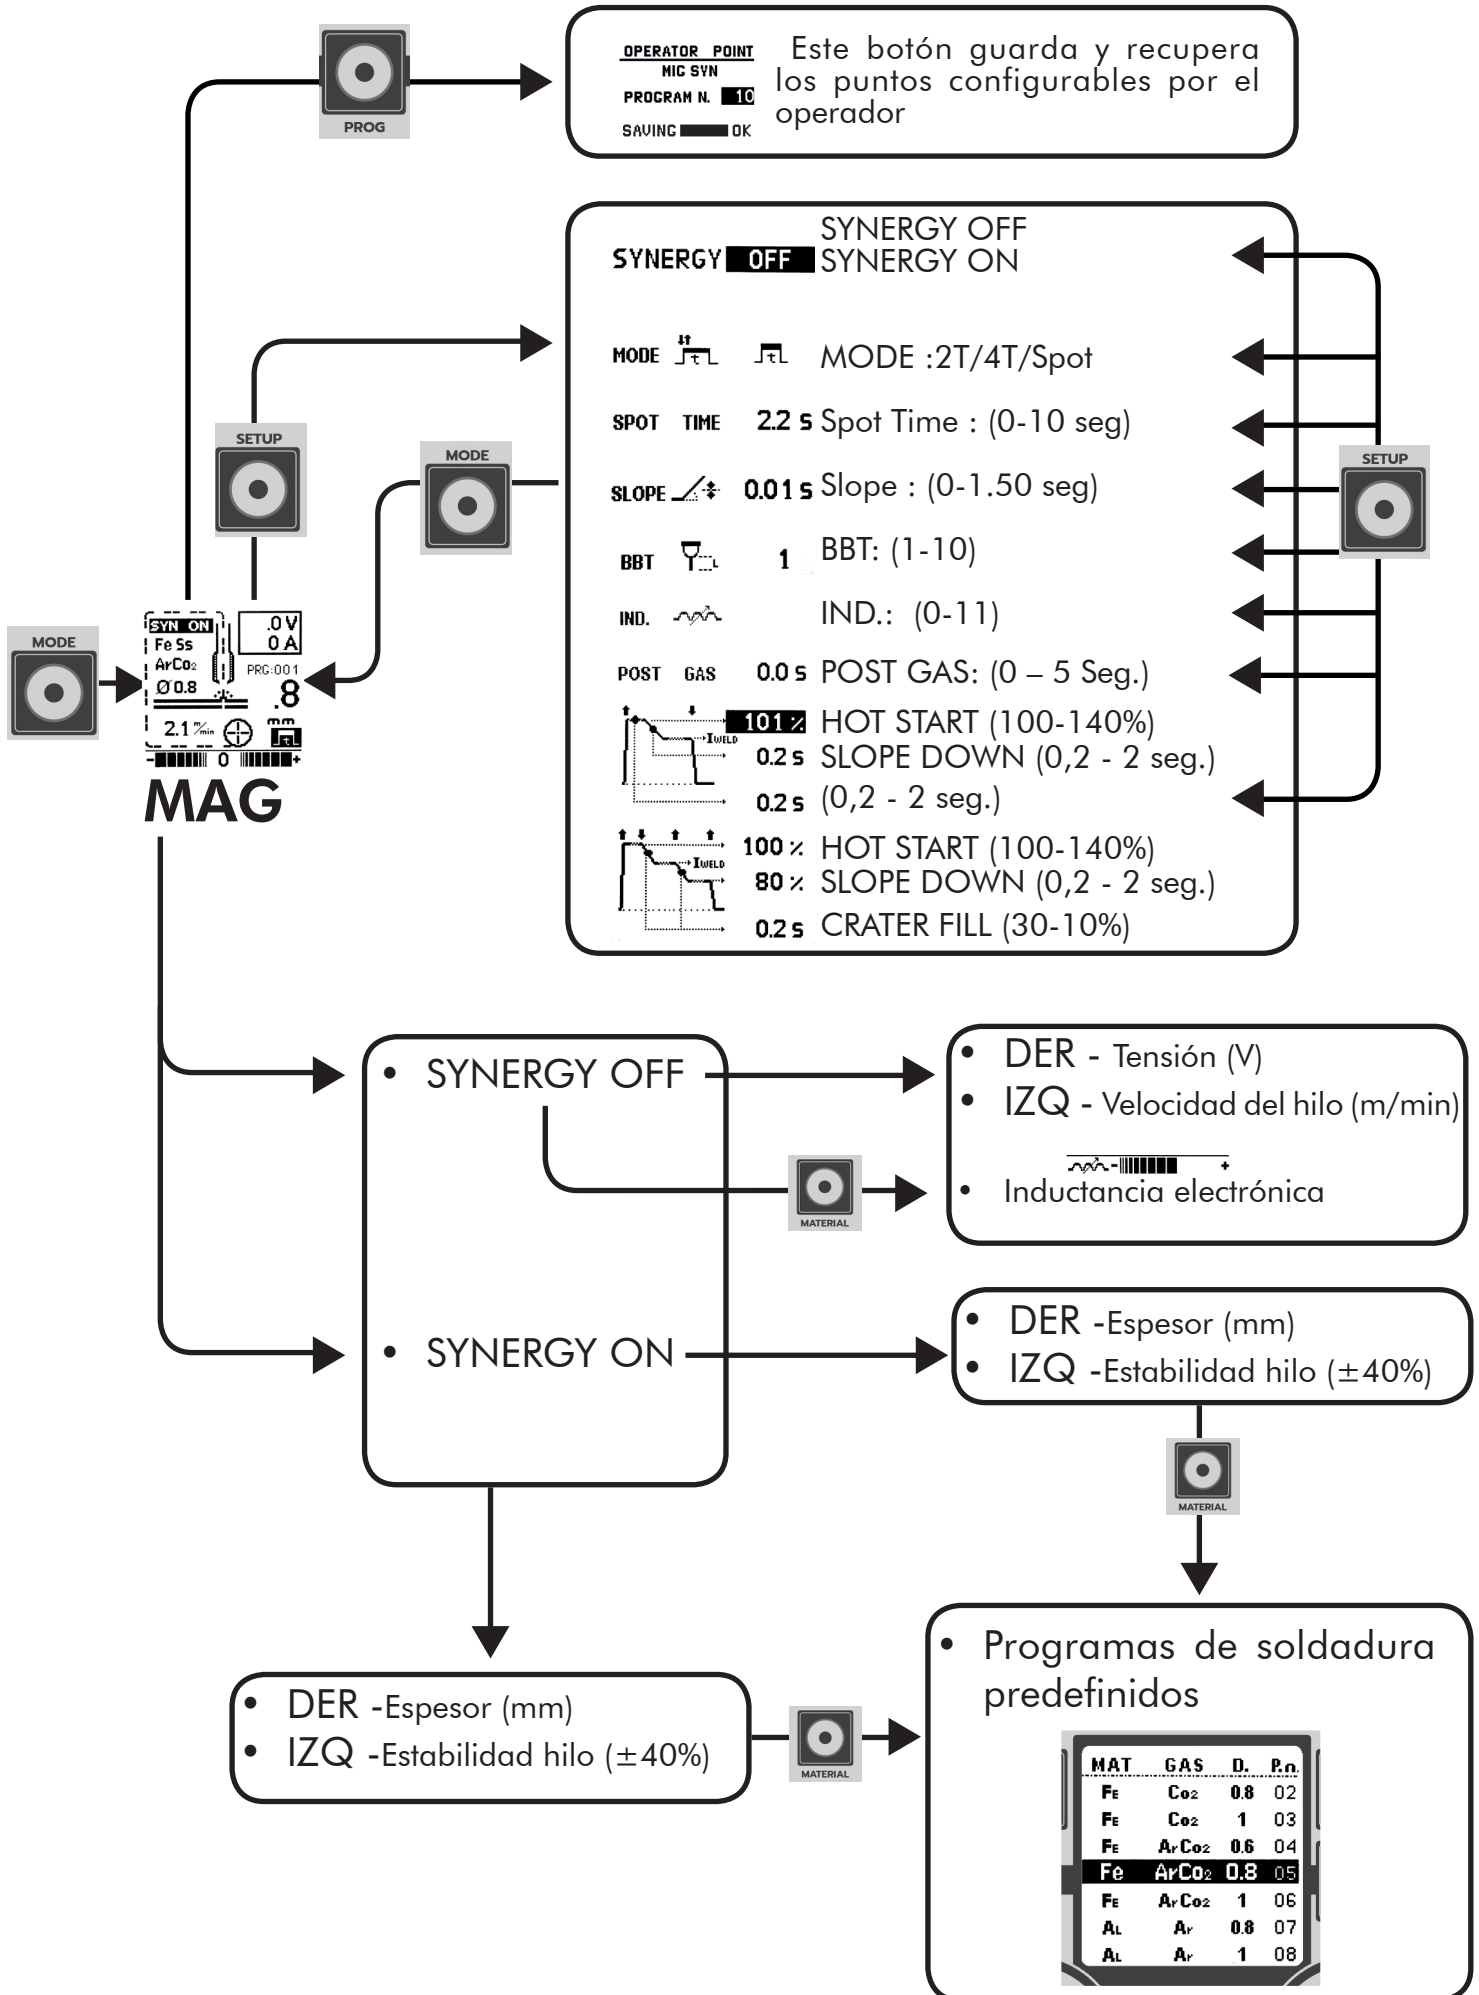 PROG
OPERATOR POINT
MIG SYN
PROGRAM N. 10
SAVING OK
Este botón guarda y recupera
los puntos configurables por el
operador
SYNERGY OFF
SYNERGY OFF
SYNERGY ON
MODE t t MODE :2T/4T/Spot
SPOT TIME 2.2 s Spot Time : (0-10 seg)
SLOPE 0.01 s Slope : (0-1.50 seg)
BBT L 1 BBT: (1-10)
IND. IND.: (0-11)
POST GAS 0.0 s POST GAS: (0 – 5 Seg.)
101 % HOT START (100-140%)
IWELD
0.2 s SLOPE DOWN (0,2 - 2 seg.)
0.2 s (0,2 - 2 seg.)
100 % HOT START (100-140%)
IWELD
80 % SLOPE DOWN (0,2 - 2 seg.)
0.2 s CRATER FILL (30-10%)
SETUP
SETUP
MODE
MODE
SYN ON
Fe Ss
ArCo2
Ø 0.8
.0 V
0 A
PRG:001
.8
2.1 m/min
- 0 +
MAG
• SYNERGY OFF
• DER - Tensión (V)
• IZQ - Velocidad del hilo (m/min)
- +
• Inductancia electrónica
MATERIAL
• SYNERGY ON
• DER -Espesor (mm)
• IZQ -Estabilidad hilo (±40%)
MATERIAL
• DER -Espesor (mm)
• IZQ -Estabilidad hilo (±40%)
MATERIAL
• Programas de soldadura
predefinidos
MAT GAS D. P.n.
FE Co2 0.8 02
FE Co2 1 03
FE ArCo2 0.6 04
Fe ArCo2 0.8 05
FE ArCo2 1 06
AL Ar 0.8 07
AL Ar 1 08